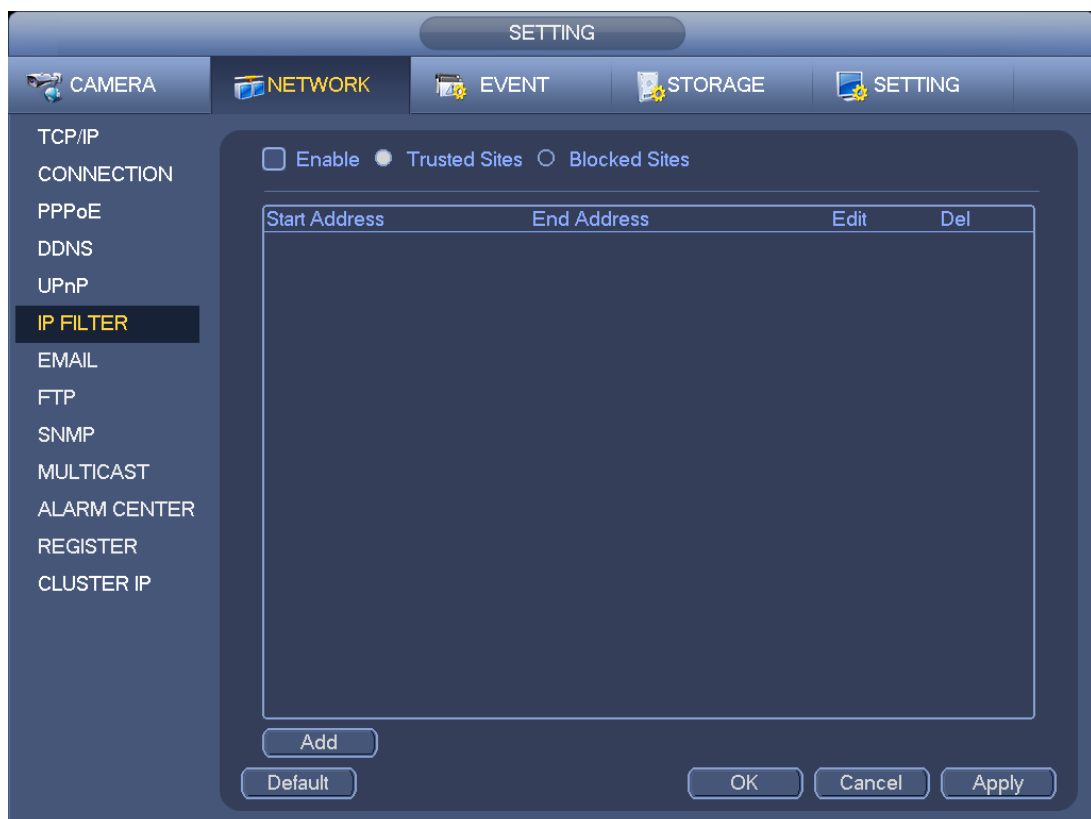 SETTING
CAMERA NETWORK EVENT STORAGE SETTING
TCP/IP
CONNECTION
PPPoE
DDNS
UPnP
IP FILTER
EMAIL
FTP
SNMP
MULTICAST
ALARM CENTER
REGISTER
CLUSTER IP
Enable Trusted Sites Blocked Sites
Start Address End Address Edit Del
Add
Default OK Cancel Apply